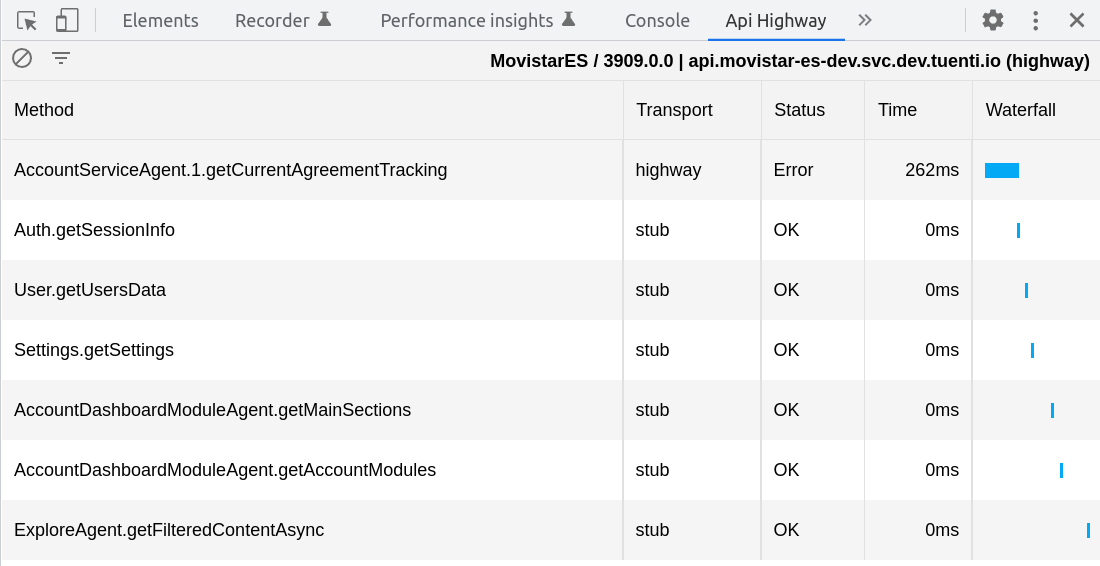 Elements Recorder Performance insights Console Api Highway
MovistarES / 3909.0.0 | api.movistar-es-dev.svc.dev.tuenti.io (highway)
Method Transport Status Time Waterfall
AccountServiceAgent.1.getCurrentAgreementTracking highway Error 262ms
Auth.getSessionInfo stub OK 0ms
User.getUsersData stub OK 0ms
Settings.getSettings stub OK 0ms
AccountDashboardModuleAgent.getMainSections stub OK 0ms
AccountDashboardModuleAgent.getAccountModules stub OK 0ms
ExploreAgent.getFilteredContentAsync stub OK 0ms